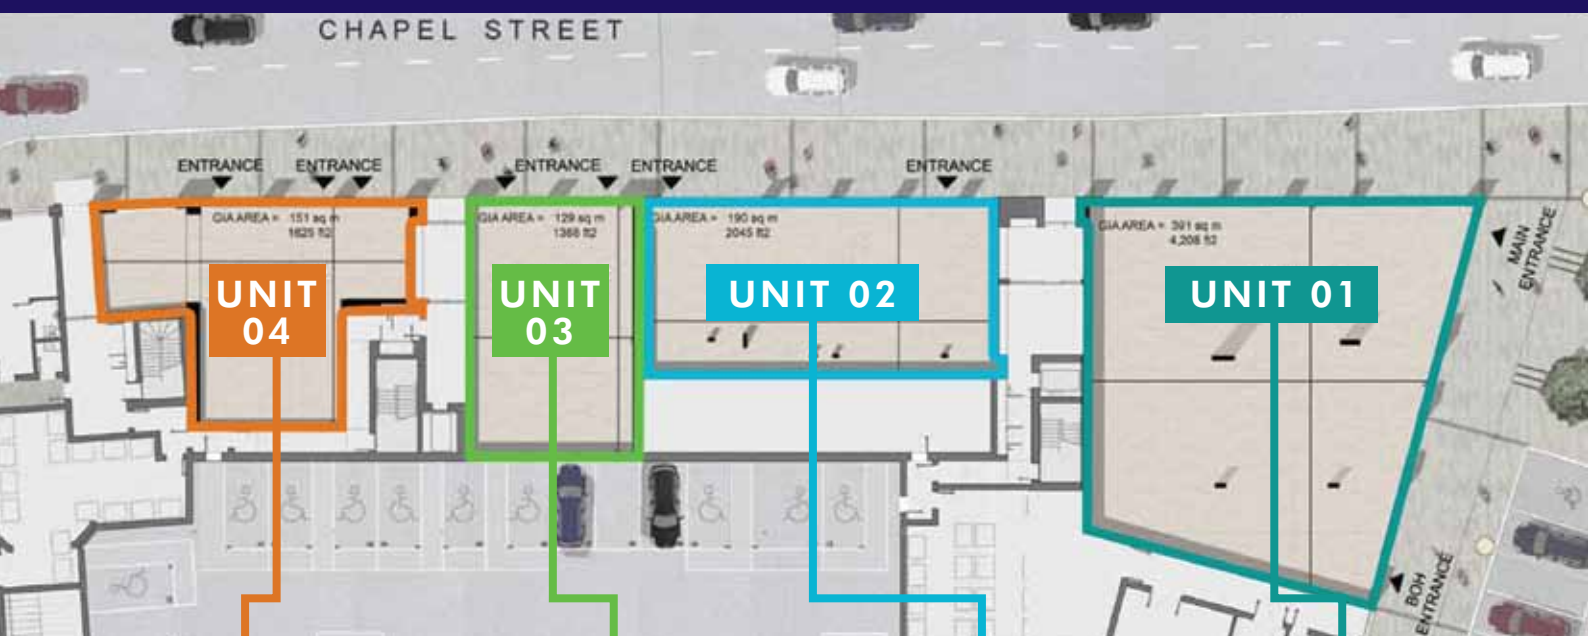 CHAPEL STREET
ENTRANCE ENTRANCE ENTRANCE ENTRANCE ENTRANCE
GIA AREA = 151 sq m
1625 ft2
GIA AREA = 129 sq m
1388 ft2
GIA AREA = 190 sq m
2045 ft2
GIA AREA = 391 sq m
4,208 ft2
MAIN
ENTRANCE
UNIT
04
UNIT
03
UNIT 02
UNIT 01
BOH
ENTRANCE